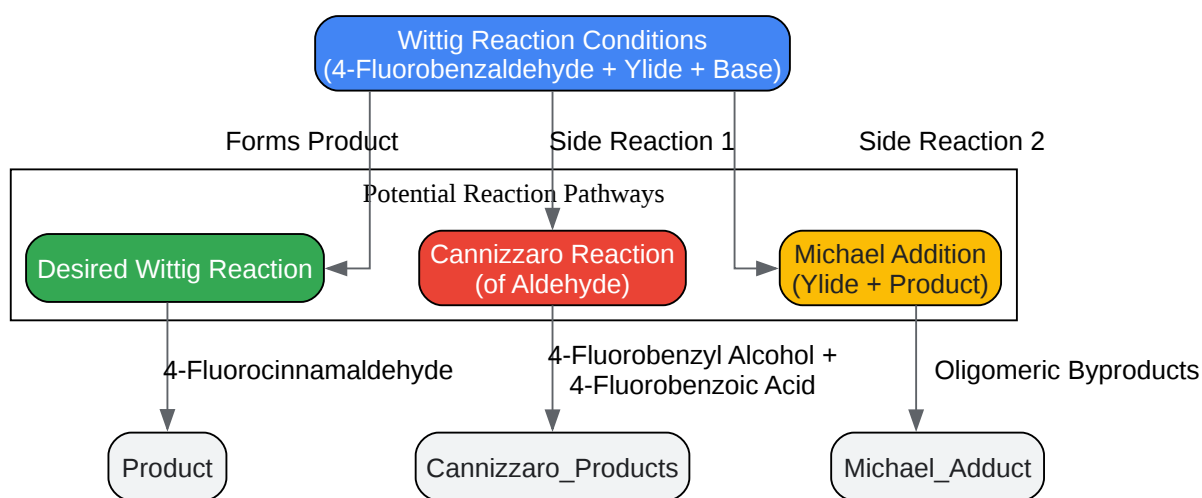 Wittig Reaction Conditions
(4-Fluorobenzaldehyde + Ylide + Base)
Forms Product
Side Reaction 1
Side Reaction 2
Potential Reaction Pathways
Desired Wittig Reaction
Cannizzaro Reaction
(of Aldehyde)
Michael Addition
(Ylide + Product)
4-Fluorocinnamaldehyde
4-Fluorobenzyl Alcohol +
4-Fluorobenzoic Acid
Oligomeric Byproducts
Product
Cannizzaro_Products
Michael_Adduct